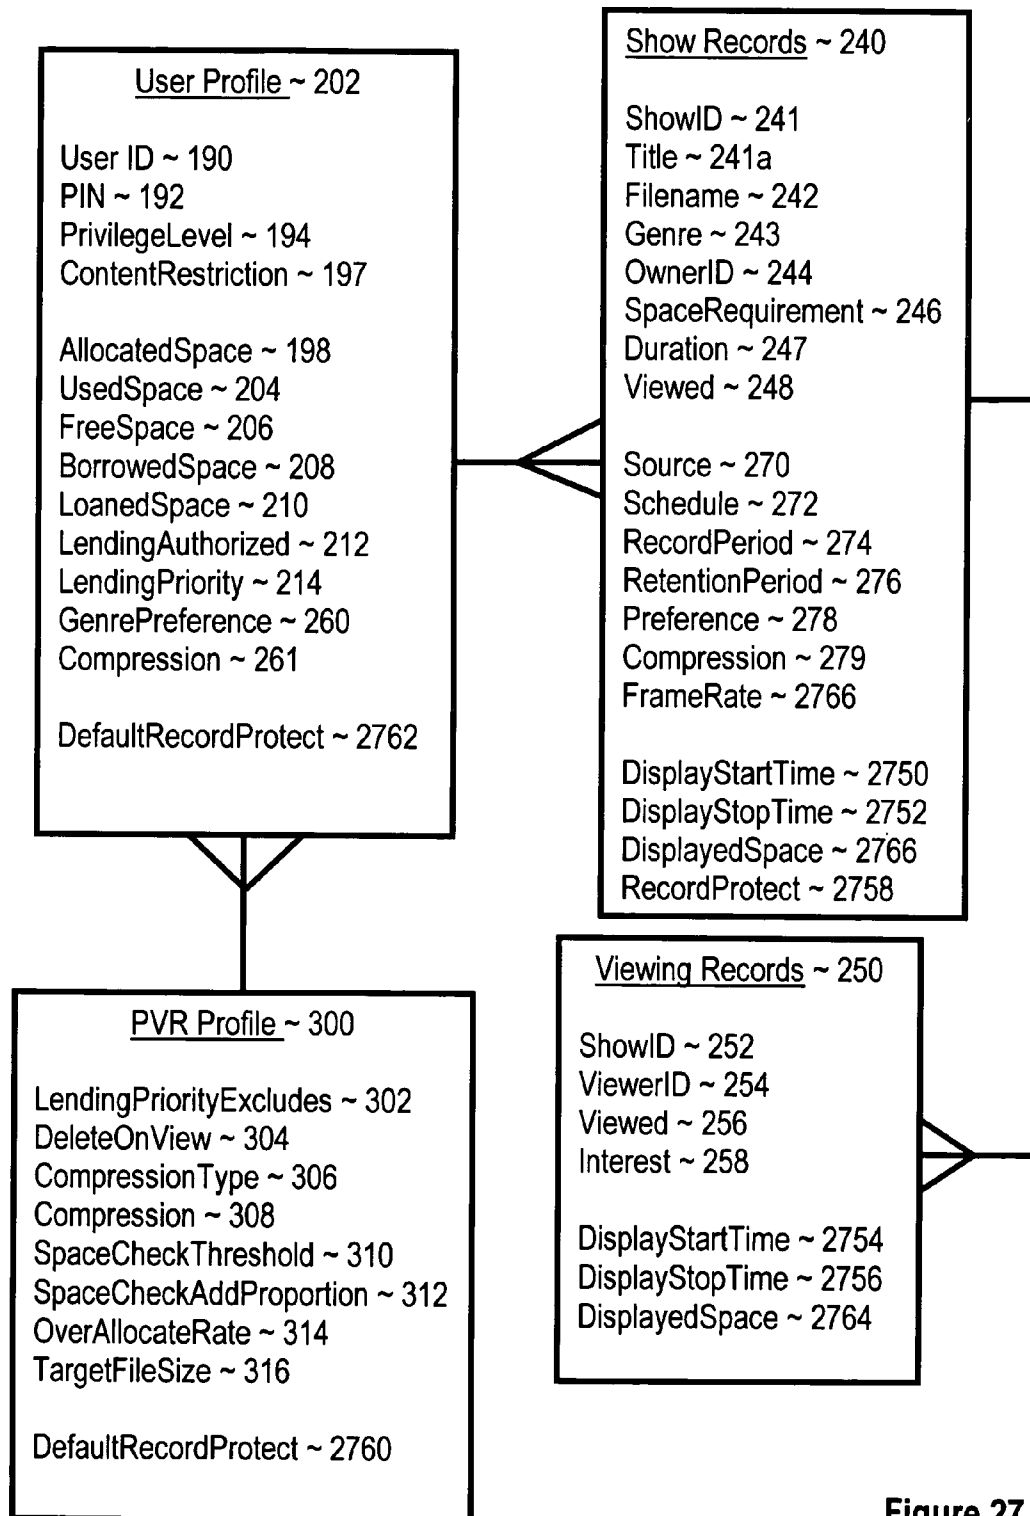 User Profile ~ 202
User ID ~ 190
PIN ~ 192
PrivilegeLevel ~ 194
ContentRestriction ~ 197
AllocatedSpace ~ 198
UsedSpace ~ 204
FreeSpace ~ 206
BorrowedSpace ~ 208
LoanedSpace ~ 210
LendingAuthorized ~ 212
LendingPriority ~ 214
GenrePreference ~ 260
Compression ~ 261
DefaultRecordProtect ~ 2762
Show Records ~ 240
ShowID ~ 241
Title ~ 241a
Filename ~ 242
Genre ~ 243
OwnerID ~ 244
SpaceRequirement ~ 246
Duration ~ 247
Viewed ~ 248
Source ~ 270
Schedule ~ 272
RecordPeriod ~ 274
RetentionPeriod ~ 276
Preference ~ 278
Compression ~ 279
FrameRate ~ 2766
DisplayStartTime ~ 2750
DisplayStopTime ~ 2752
DisplayedSpace ~ 2766
RecordProtect ~ 2758
PVR Profile ~ 300
LendingPriorityExcludes ~ 302
DeleteOnView ~ 304
CompressionType ~ 306
Compression ~ 308
SpaceCheckThreshold ~ 310
SpaceCheckAddProportion ~ 312
OverAllocateRate ~ 314
TargetFileSize ~ 316
DefaultRecordProtect ~ 2760
Viewing Records ~ 250
ShowID ~ 252
ViewerID ~ 254
Viewed ~ 256
Interest ~ 258
DisplayStartTime ~ 2754
DisplayStopTime ~ 2756
DisplayedSpace ~ 2764
Figure 27